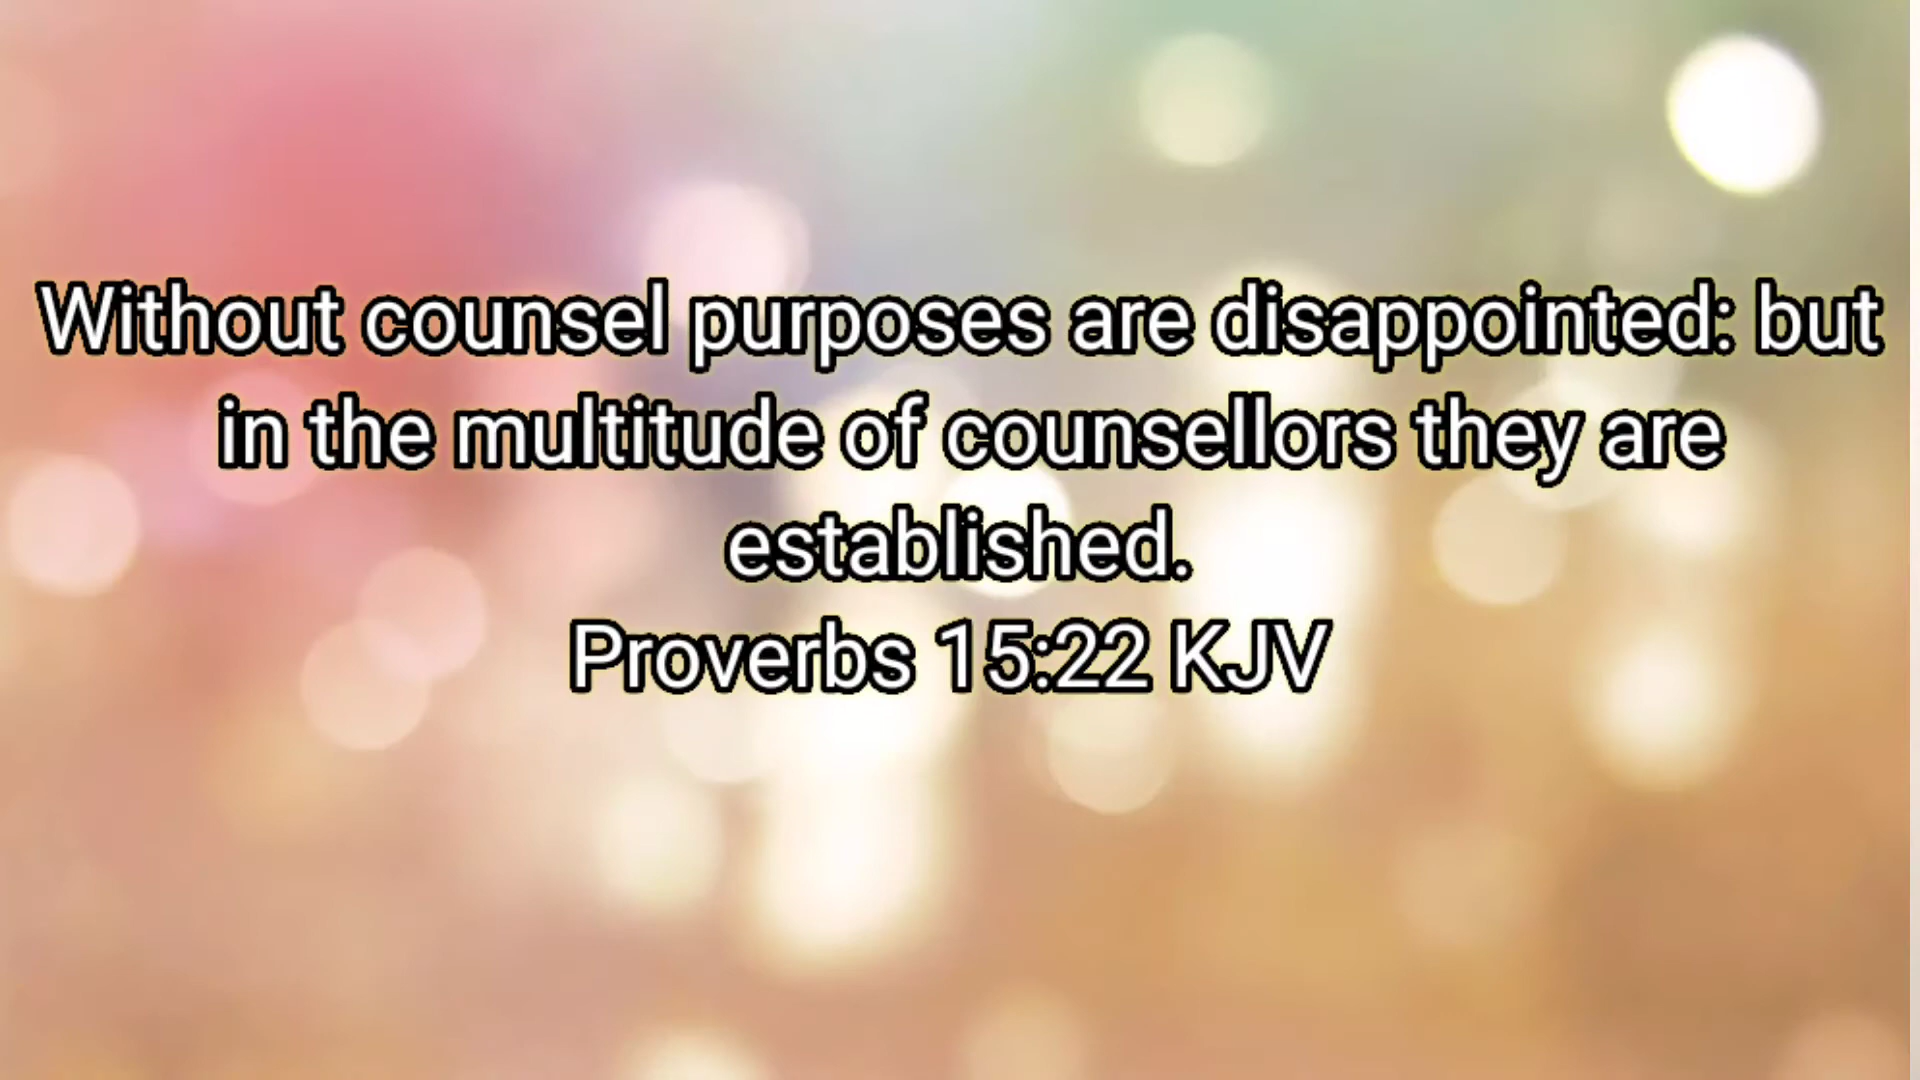 Without counsel purposes are disappointed: but
in the multitude of counsellors they are
established.
Proverbs 15:22 KJV